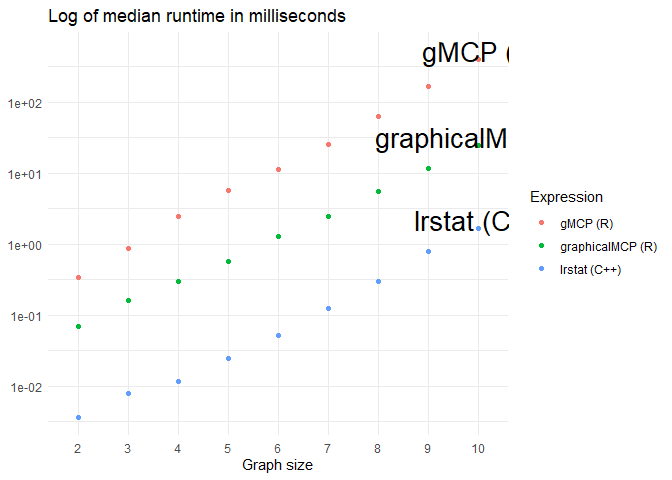 Log of median runtime in milliseconds
gMCP (
1e+02
graphicalM
1e+01
lrstat (C
1e+00
1e-01
1e-02
2 3 4 5 6 7 8 9 10
Graph size
Expression
gMCP (R)
graphicalMCP (R)
lrstat (C++)